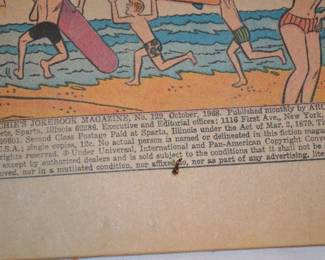 CHIE'S JOKEBOOK MAGAZINE, No. 129, October, 1968. Published monthly by ARC
eet, Sparta, Illinois 62286. Executive and Editorial offices: 1116 First Ave., New York,
Second Class Postage Paid at Sparta, Illinois under the Act of Mar. 3, 1879. T
A.) single copies, 12c. No actual person is named or delineated in this fiction maga
rights reserved. © Under Universal, International and Pan-American Copyright Conve
except by authorized dealers and is sold subject to the conditions that it shall not be
oved, nor in a mutilated condition, nor affixed to, nor as part of any advertising, lite